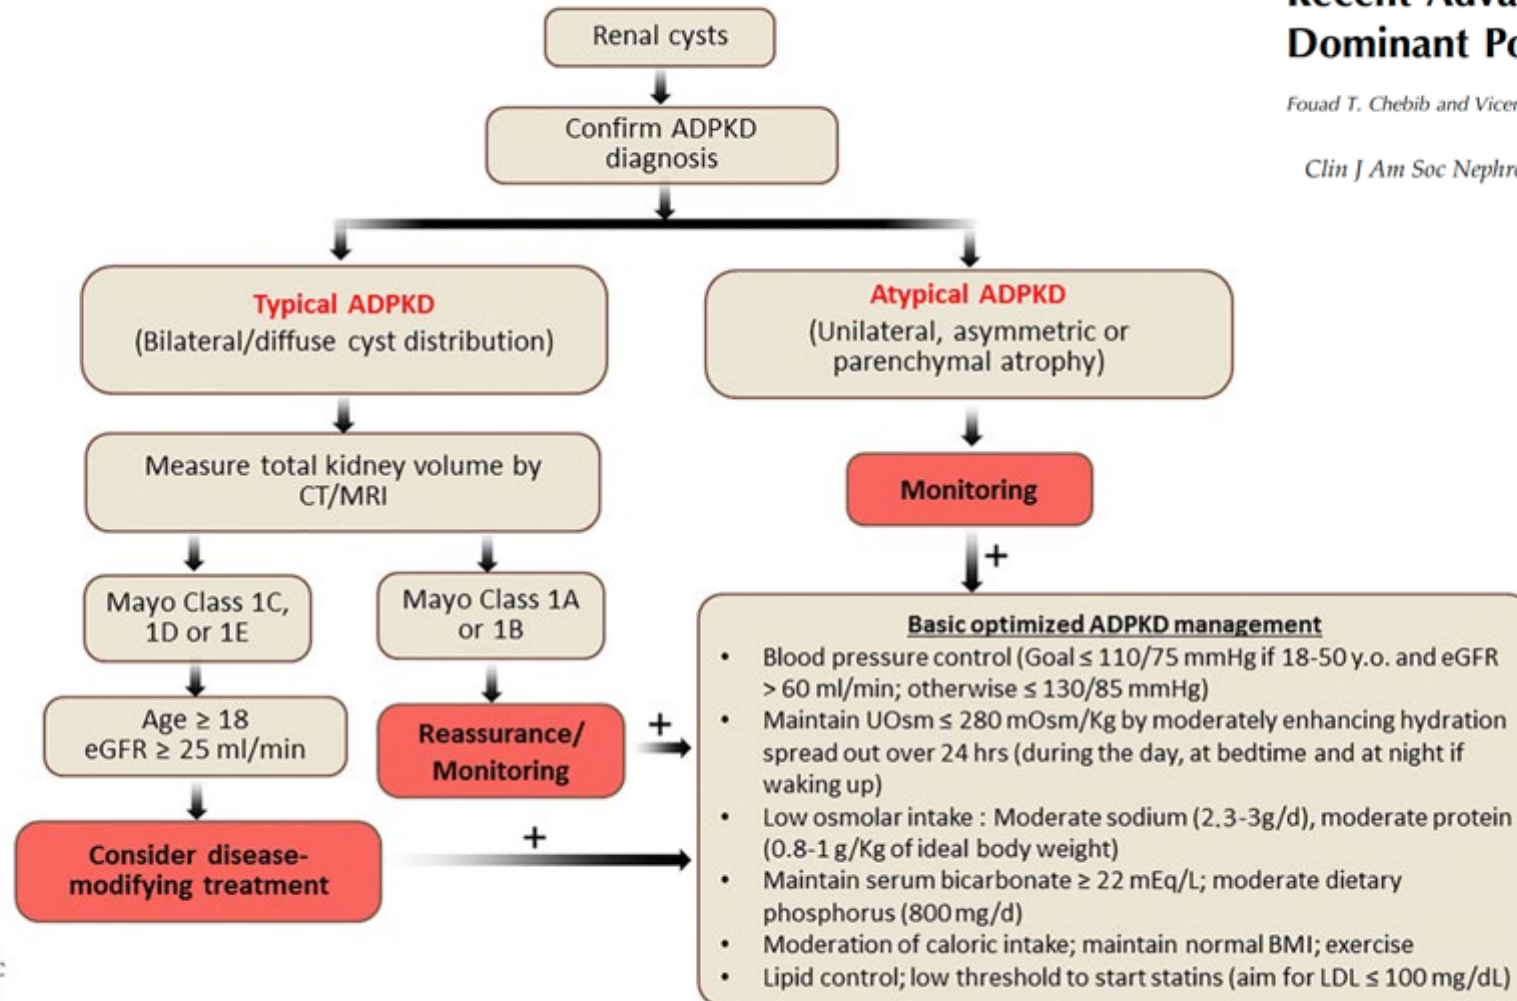 Dominant
Fouad T. Chebib and
Clin J Am Soc
Renal cysts
Confirm ADPKD
diagnosis
Typical ADPKD
(Bilateral/diffuse cyst distribution)
Atypical ADPKD
(Unilateral, asymmetric or
parenchymal atrophy)
Measure total kidney volume by
CT/MRI
Monitoring
+
Mayo Class 1C,
1D or 1E
Mayo Class 1A
or 1B
Age ≥ 18
eGFR ≥ 25 ml/min
Reassurance/
Monitoring
+
Consider disease-
modifying treatment
+
Basic optimized ADPKD management
• Blood pressure control (Goal ≤ 110/75 mmHg if 18-50 y.o. and eGFR
> 60 ml/min; otherwise ≤ 130/85 mmHg)
• Maintain UOsm ≤ 280 mOsm/Kg by moderately enhancing hydration
spread out over 24 hrs (during the day, at bedtime and at night if
waking up)
• Low osmolar intake : Moderate sodium (2.3-3g/d), moderate protein
(0.8-1 g/Kg of ideal body weight)
• Maintain serum bicarbonate ≥ 22 mEq/L; moderate dietary
phosphorus (800 mg/d)
• Moderation of caloric intake; maintain normal BMI; exercise
• Lipid control; low threshold to start statins (aim for LDL ≤ 100 mg/dL)